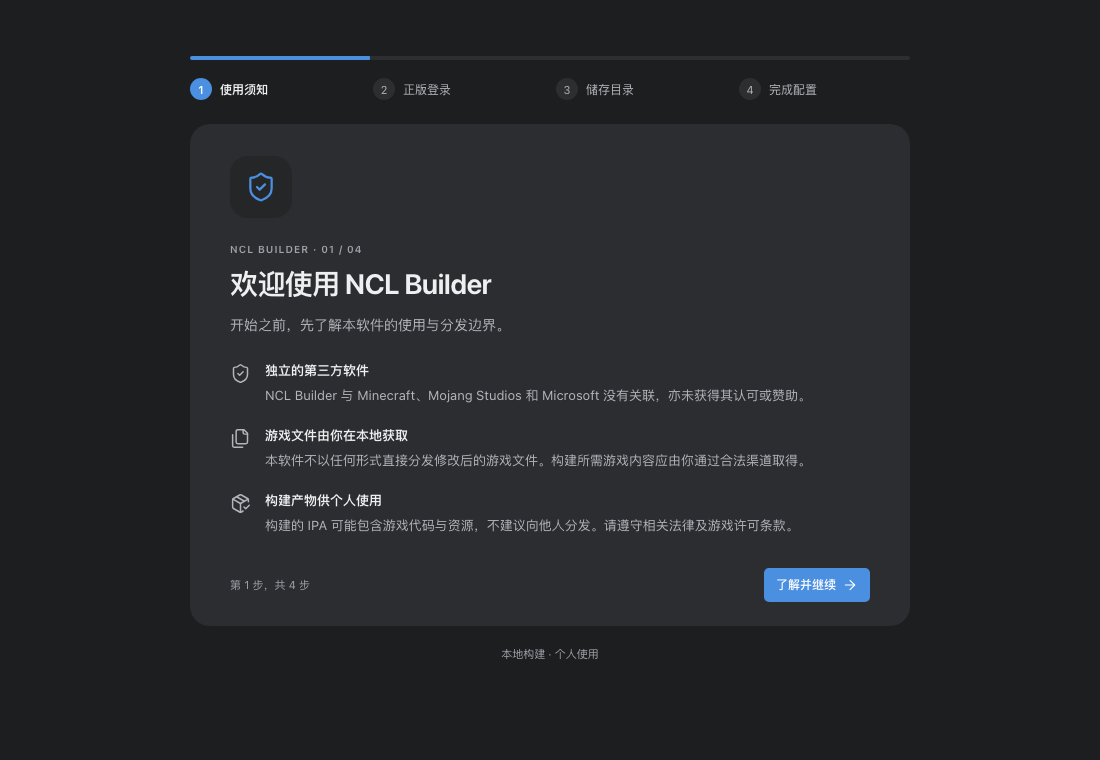 1 使用须知
2 正版登录
3 储存目录
4 完成配置
NCL BUILDER · 01 / 04
欢迎使用 NCL Builder
开始之前，先了解本软件的使用与分发边界。
独立的第三方软件
NCL Builder 与 Minecraft、Mojang Studios 和 Microsoft 没有关联，亦未获得其认可或赞助。
游戏文件由你在本地获取
本软件不以任何形式直接分发修改后的游戏文件。构建所需游戏内容应由你通过合法渠道取得。
构建产物供个人使用
构建的 IPA 可能包含游戏代码与资源，不建议向他人分发。请遵守相关法律及游戏许可条款。
第 1 步，共 4 步
了解并继续
本地构建 · 个人使用